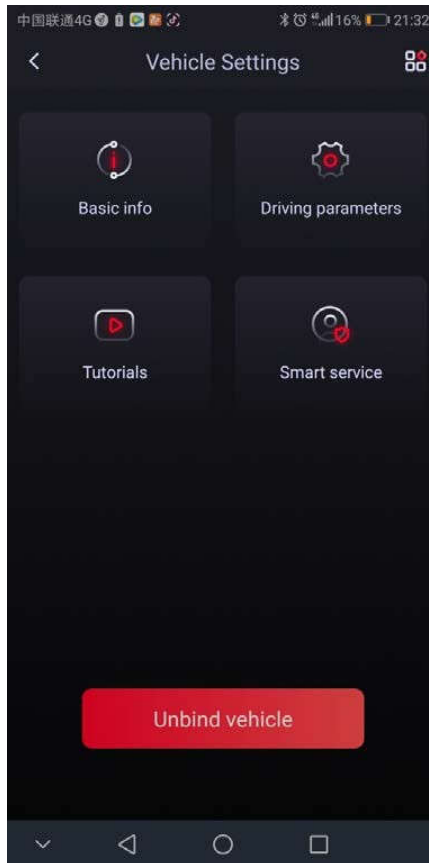 中国联通4G 16% 21:32
Vehicle Settings
Basic info Driving parameters
Tutorials Smart service
Unbind vehicle